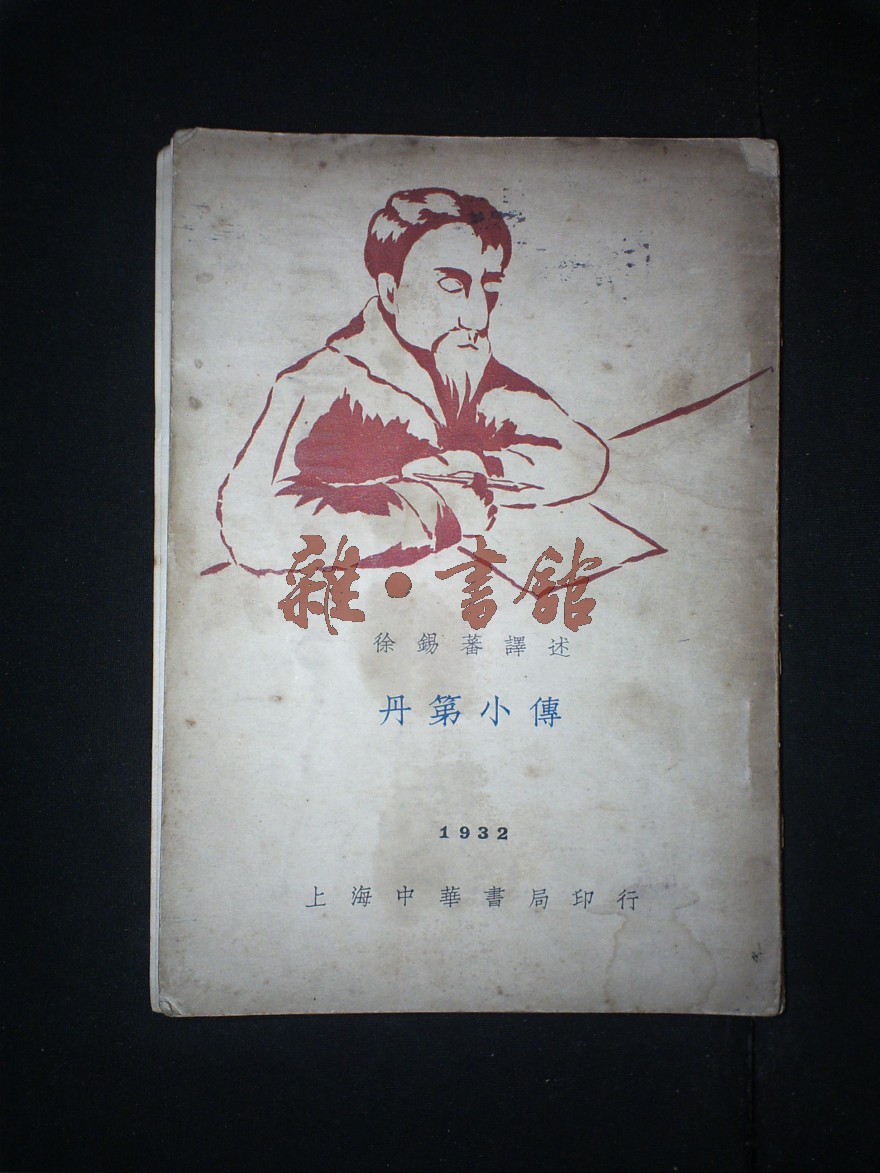 雜·書館
徐錫蕃譯述
丹第小傳
1932
上海中華書局印行